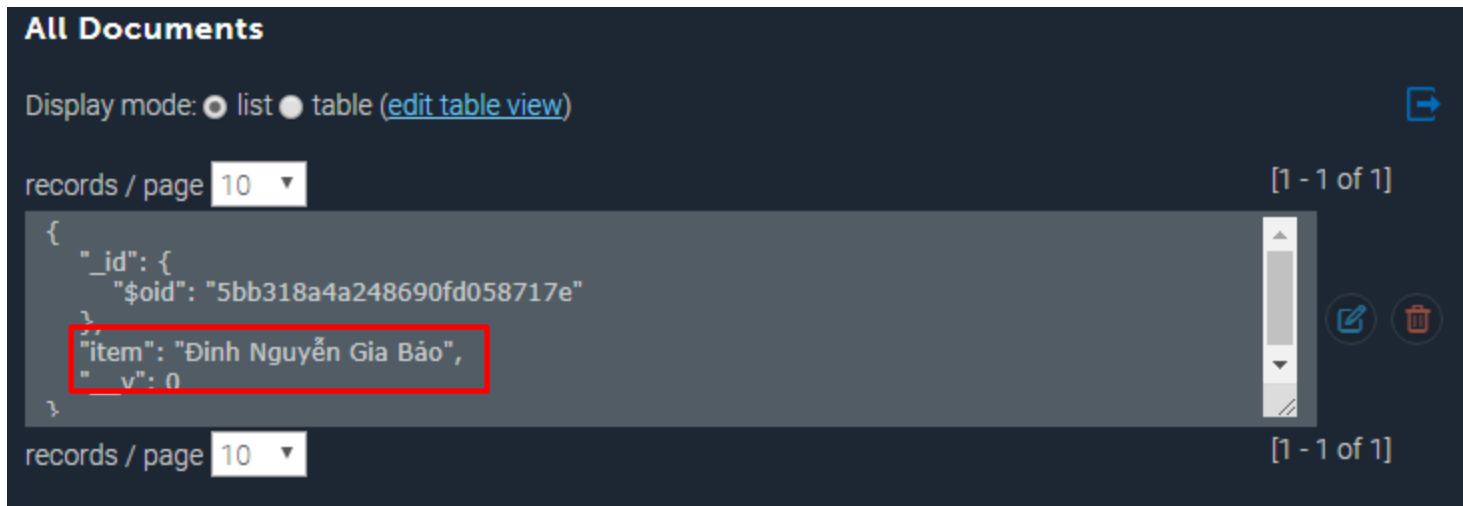 All Documents
Display mode: list table (edit table view)
records / page 10 [1 - 1 of 1]
{
"_id": {
"$oid": "5bb318a4a248690fd058717e"
},
"item": "Đinh Nguyễn Gia Bảo",
"__v": 0
}
records / page 10 [1 - 1 of 1]